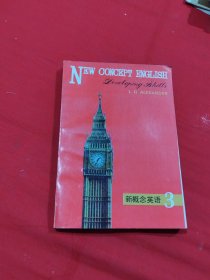 NEW CONCEPT ENGLISH
Developing Skills
L. G. ALEXANDER
新概念英语 3